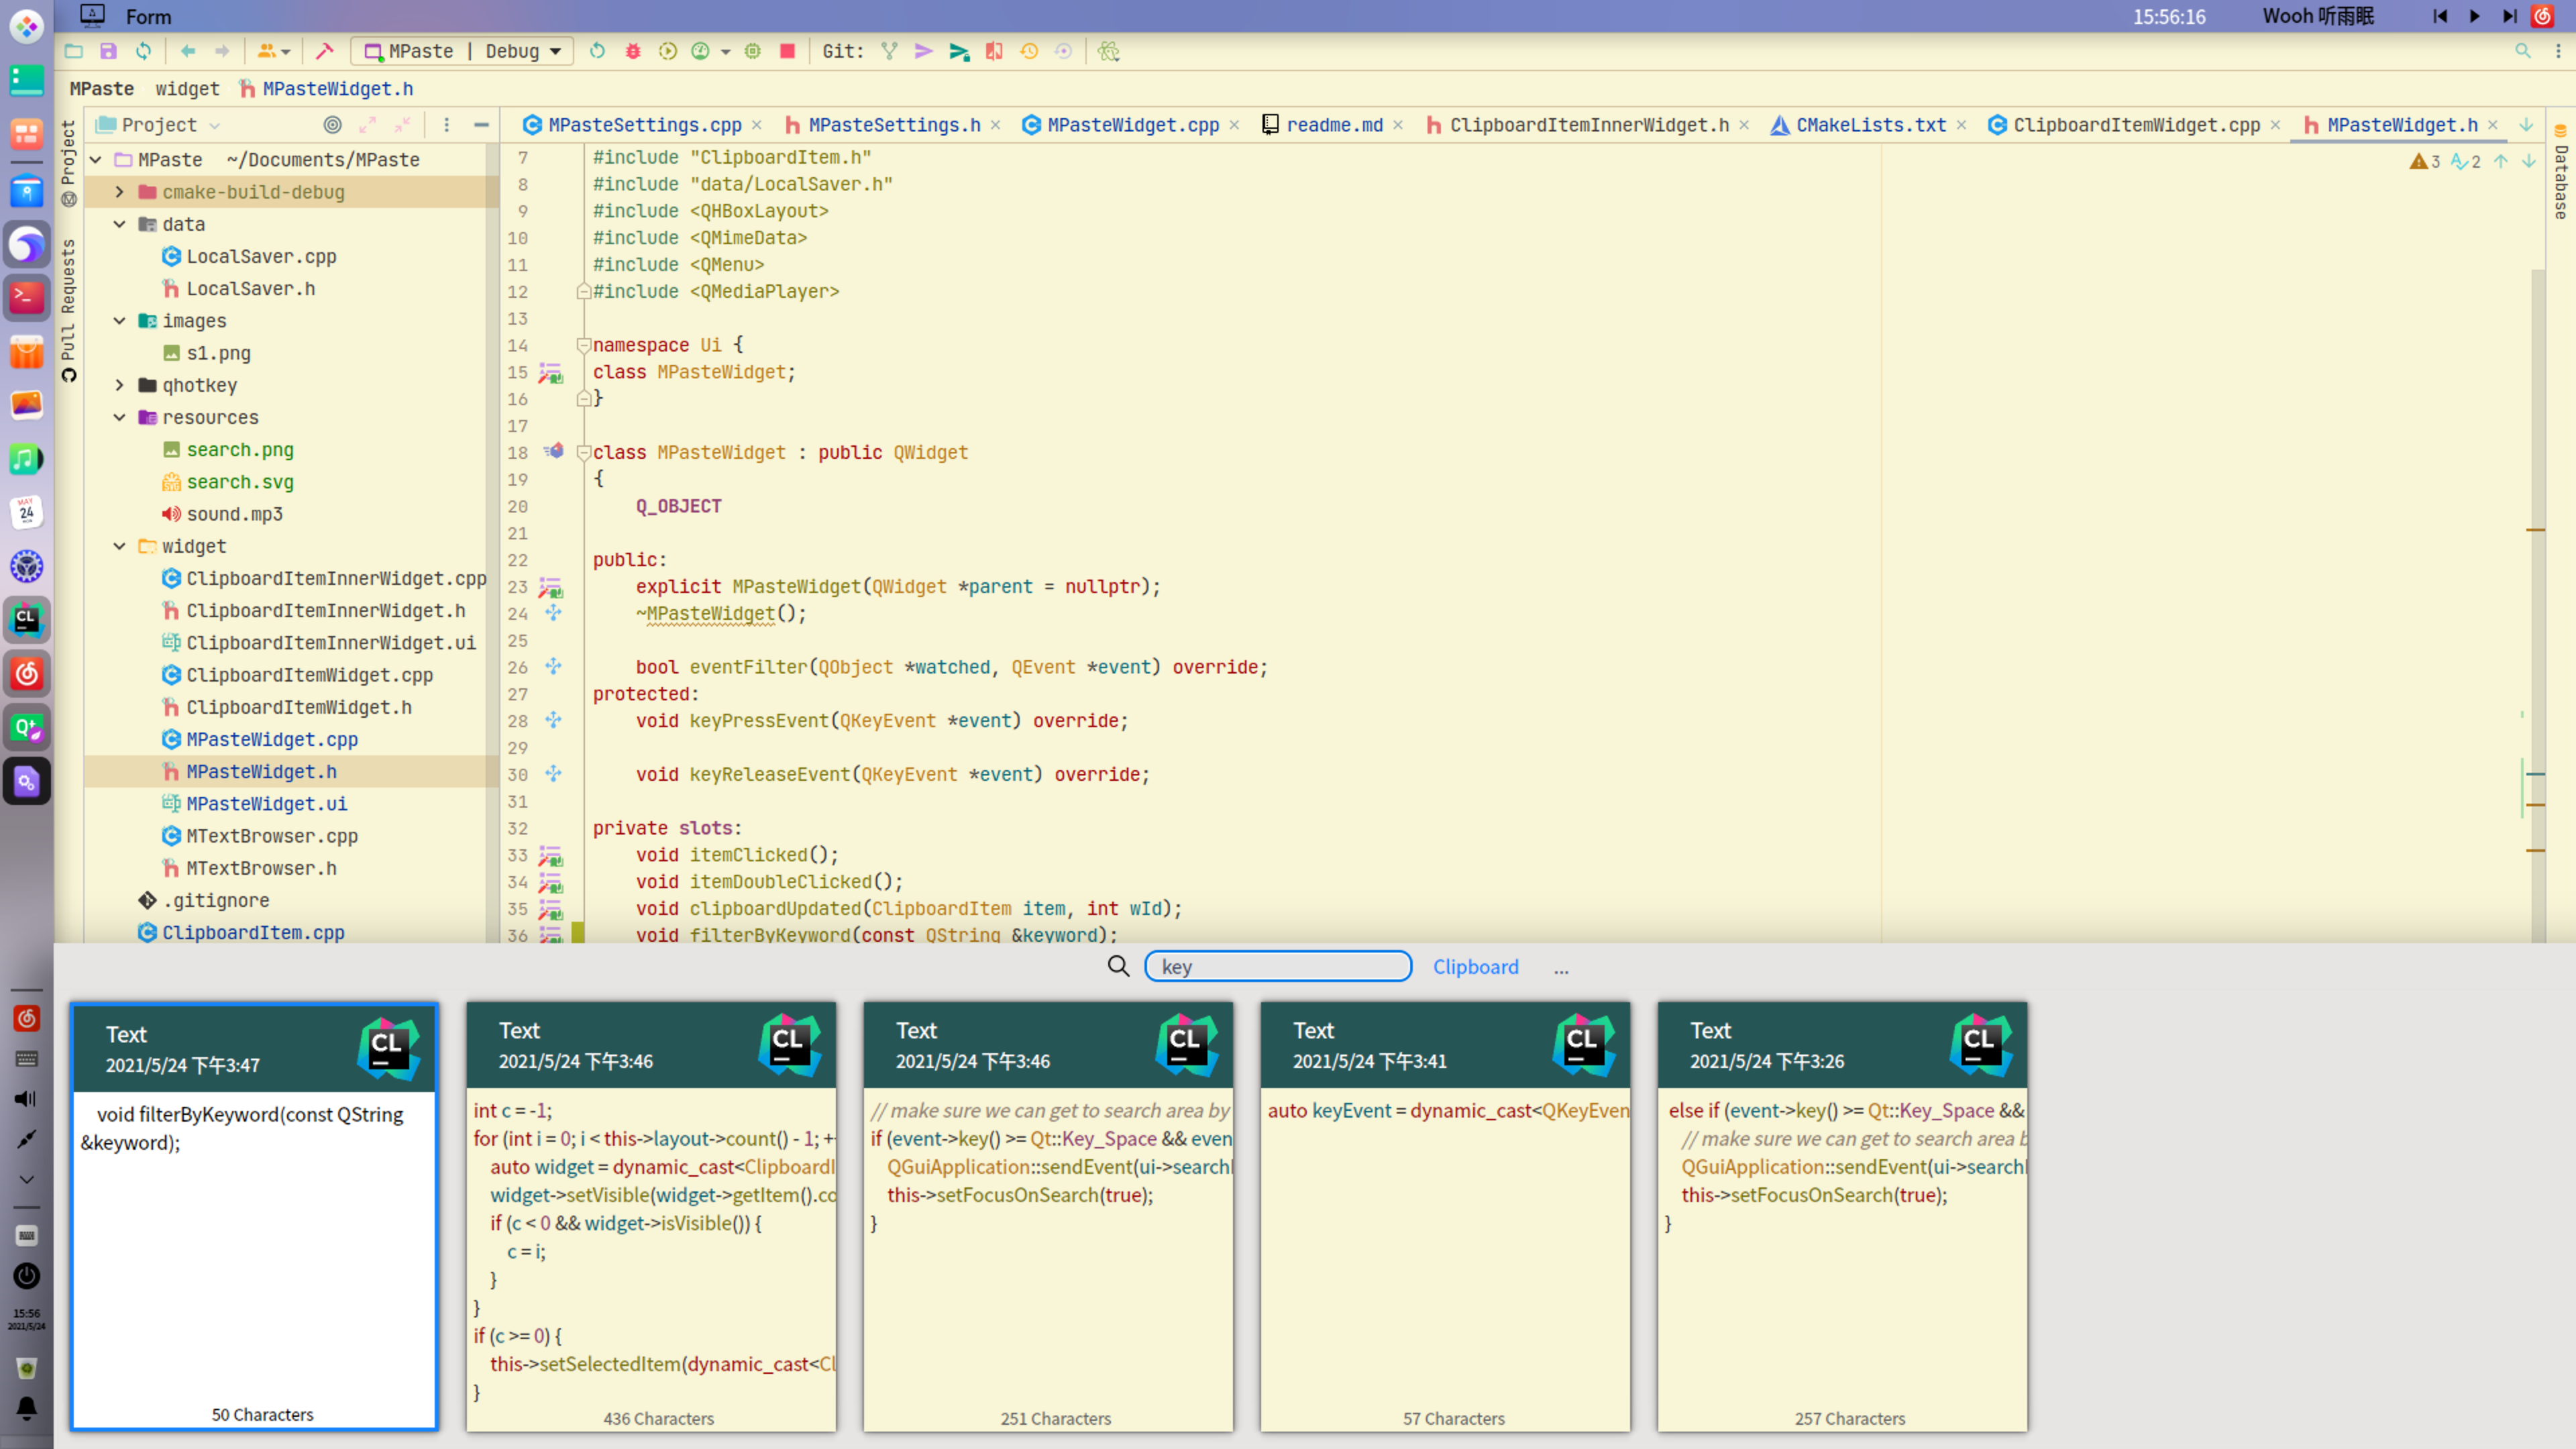 Form
15:56:16
Wooh 听雨眠
MPaste | Debug
Git:
MPaste widget MPasteWidget.h
Project
MPasteSettings.cpp
MPasteSettings.h
MPasteWidget.cpp
readme.md
ClipboardItemInnerWidget.h
CMakeLists.txt
ClipboardItemWidget.cpp
MPasteWidget.h
Project
Pull Requests
Database
3 2
MPaste ~/Documents/MPaste
cmake-build-debug
data
LocalSaver.cpp
LocalSaver.h
images
s1.png
qhotkey
resources
search.png
search.svg
sound.mp3
widget
ClipboardItemInnerWidget.cpp
ClipboardItemInnerWidget.h
ClipboardItemInnerWidget.ui
ClipboardItemWidget.cpp
ClipboardItemWidget.h
MPasteWidget.cpp
MPasteWidget.h
MPasteWidget.ui
MTextBrowser.cpp
MTextBrowser.h
.gitignore
ClipboardItem.cpp
7 #include "ClipboardItem.h"
8 #include "data/LocalSaver.h"
9 #include <QHBoxLayout>
10 #include <QMimeData>
11 #include <QMenu>
12 #include <QMediaPlayer>
13
14 namespace Ui {
15 class MPasteWidget;
16 }
17
18 class MPasteWidget : public QWidget
19 {
20 Q_OBJECT
21
22 public:
23 explicit MPasteWidget(QWidget *parent = nullptr);
24 ~MPasteWidget();
25
26 bool eventFilter(QObject *watched, QEvent *event) override;
27 protected:
28 void keyPressEvent(QKeyEvent *event) override;
29
30 void keyReleaseEvent(QKeyEvent *event) override;
31
32 private slots:
33 void itemClicked();
34 void itemDoubleClicked();
35 void clipboardUpdated(ClipboardItem item, int wId);
36 void filterByKeyword(const QString &keyword);
MAY
24
CL
Qt
15:56
2021/5/24
key
Clipboard
...
Text
2021/5/24 下午3:47
CL
void filterByKeyword(const QString
&keyword);
50 Characters
Text
2021/5/24 下午3:46
CL
int c = -1;
for (int i = 0; i < this->layout->count() - 1; +
auto widget = dynamic_cast<ClipboardI
widget->setVisible(widget->getItem().co
if (c < 0 && widget->isVisible()) {
c = i;
}
}
if (c >= 0) {
this->setSelectedItem(dynamic_cast<Cl
}
436 Characters
Text
2021/5/24 下午3:46
CL
// make sure we can get to search area by
if (event->key() >= Qt::Key_Space && even
QGuiApplication::sendEvent(ui->searchl
this->setFocusOnSearch(true);
}
251 Characters
Text
2021/5/24 下午3:41
CL
auto keyEvent = dynamic_cast<QKeyEven
57 Characters
Text
2021/5/24 下午3:26
CL
else if (event->key() >= Qt::Key_Space &&
// make sure we can get to search area b
QGuiApplication::sendEvent(ui->searchl
this->setFocusOnSearch(true);
}
257 Characters